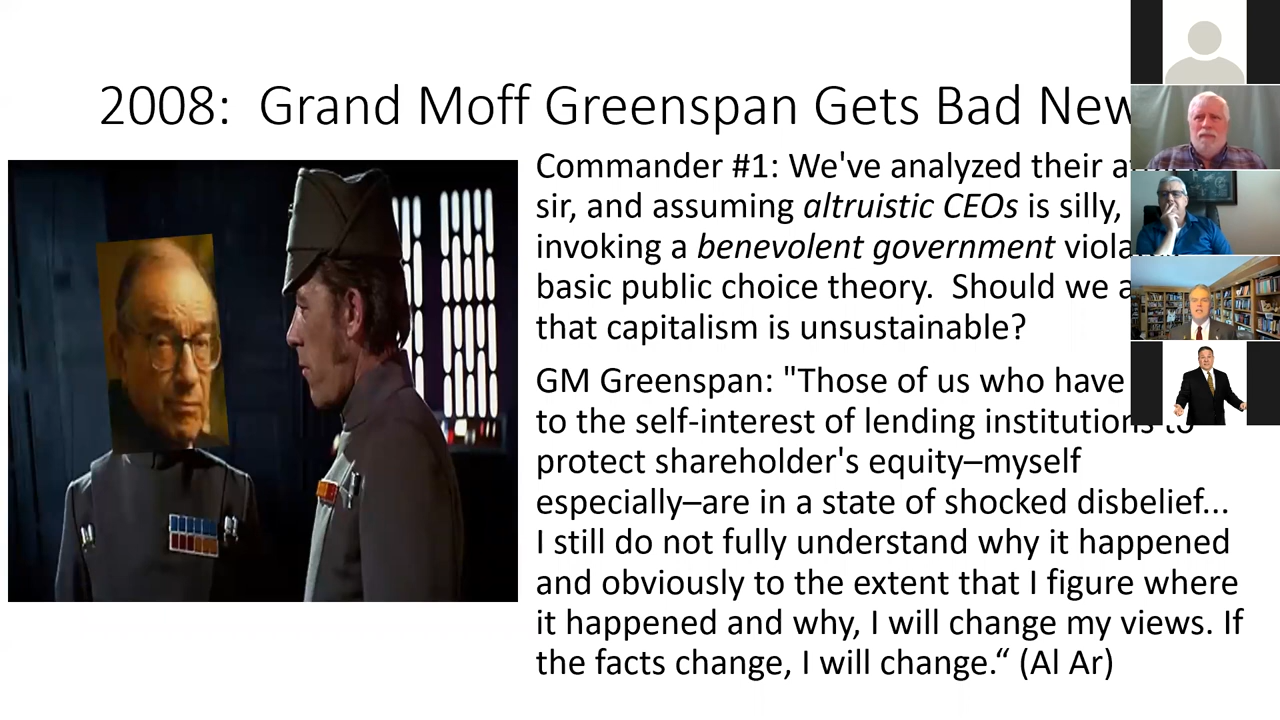 2008: Grand Moff Greenspan Gets Bad
Commander #1: We've analyzed their
sir, and assuming altruistic CEOs is silly,
invoking a benevolent government
basic public choice theory. Should we
that capitalism is unsustainable?
GM Greenspan: "Those of us who have
to the self-interest of lending institutions to
protect shareholder's equity–myself
especially–are in a state of shocked disbelief...
I still do not fully understand why it happened
and obviously to the extent that I figure where
it happened and why, I will change my views. If
the facts change, I will change.“ (Al Ar)